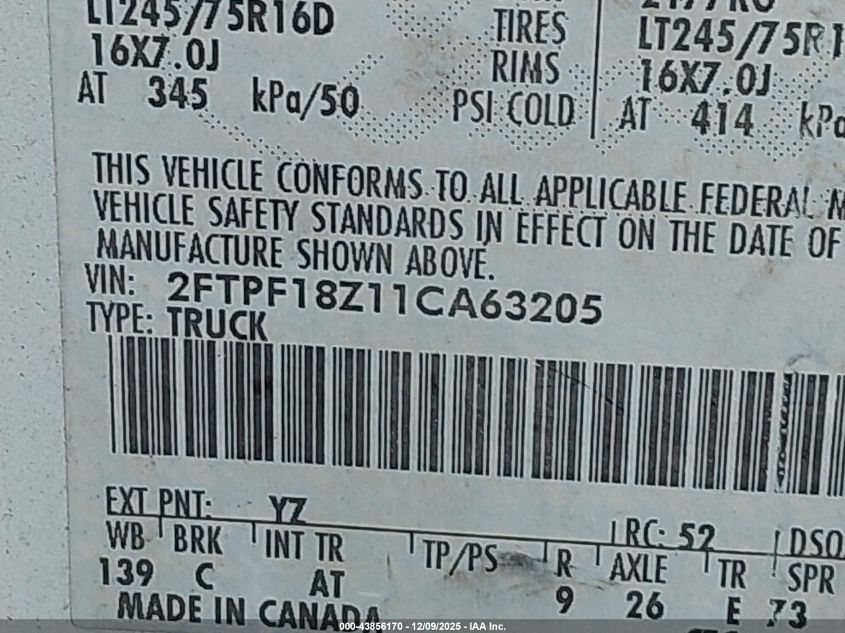 LT245/75R16D TIRES LT245/75R1
16X7.0J RIMS 16X7.0J
AT 345 kPa/50 PSI COLD AT 414 kPa
THIS VEHICLE CONFORMS TO ALL APPLICABLE FEDERAL M
VEHICLE SAFETY STANDARDS IN EFFECT ON THE DATE OF
MANUFACTURE SHOWN ABOVE.
VIN: 2FTPF18Z11CA63205
TYPE: TRUCK
EXT PNT: YZ RC: 52 DSO
WB BRK INT TR TP/PS R AXLE TR SPR
139 C AT 9 26 E 73
MADE IN CANADA
000-43856170 - 12/09/2025 - IAA Inc.